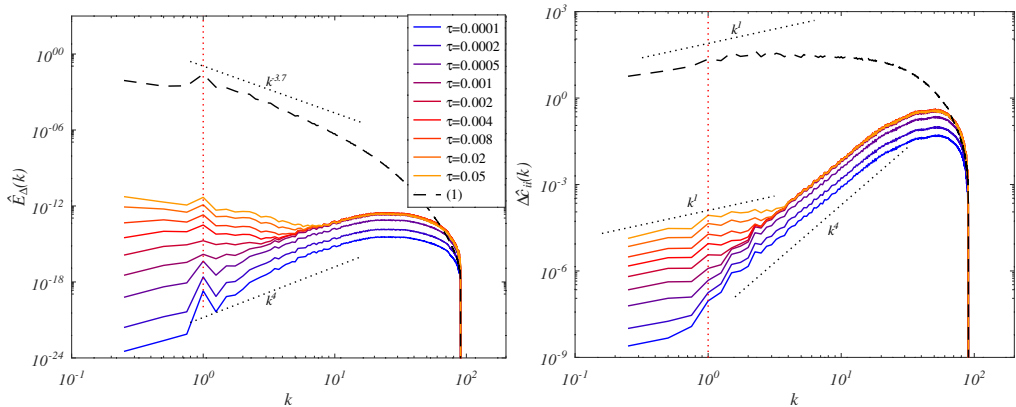 10^00
10^-06
10^-12
10^-18
10^-24
Ê_Δ(k)
10^-1
10^0
10^1
10^2
k
k^-3.7
k^4
τ=0.0001
τ=0.0002
τ=0.0005
τ=0.001
τ=0.002
τ=0.004
τ=0.008
τ=0.02
τ=0.05
(1)
10^3
10^0
10^-3
10^-6
10^-9
Δĉ_ii(k)
10^-1
10^0
10^1
10^2
k
k^1
k^1
k^4